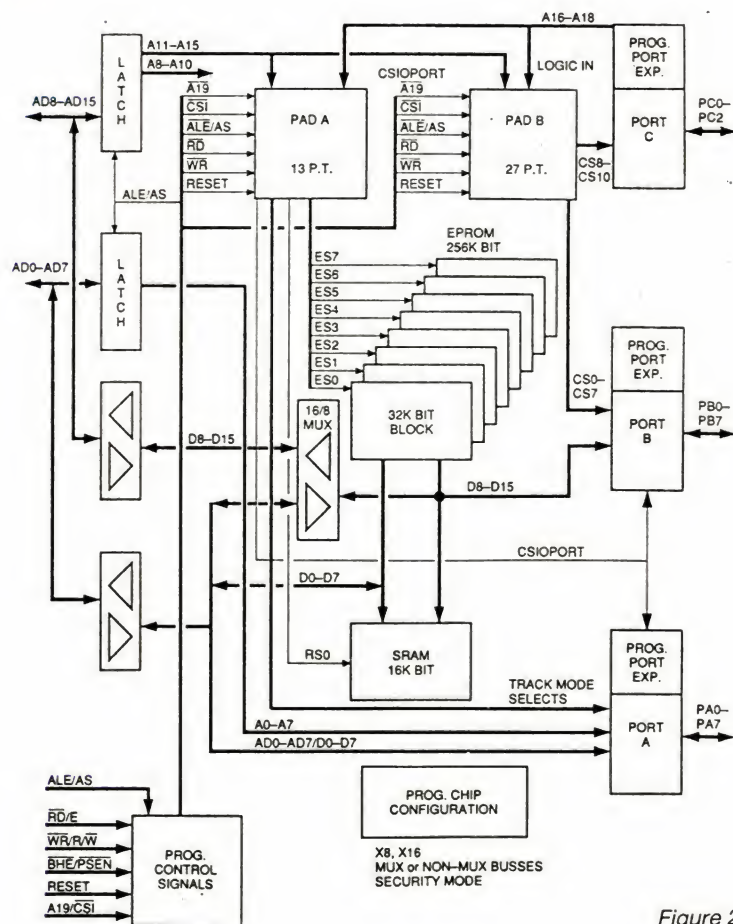 A16–A18
A11–A15
A8–A10
LATCH
AD8–AD15
CSIOPORT
LOGIC IN
PROG.
PORT
EXP.
PORT
C
PC0–
PC2
A19
CSI
ALE/AS
RD
WR
RESET
PAD A
13 P.T.
A19
CSI
ALE/AS
RD
WR
RESET
PAD B
27 P.T.
CS8–
CS10
ALE/AS
AD0–AD7
LATCH
EPROM
256K BIT
ES7
ES6
ES5
ES4
ES3
ES2
ES1
ES0
32K BIT
BLOCK
CS0–
CS7
PROG.
PORT
EXP.
PORT
B
PB0–
PB7
16/8
MUX
D8–D15
D8–D15
CSIOPORT
D0–D7
RS0
SRAM
16K BIT
TRACK MODE
SELECTS
A0–A7
AD0–AD7/D0–D7
PROG.
PORT
EXP.
PORT
A
PA0–
PA7
PROG. CHIP
CONFIGURATION
X8, X16
MUX or NON–MUX BUSSES
SECURITY MODE
ALE/AS
RD/E
WR/R/W
BHE/PSEN
RESET
A19/CSI
PROG.
CONTROL
SIGNALS
Figure 2